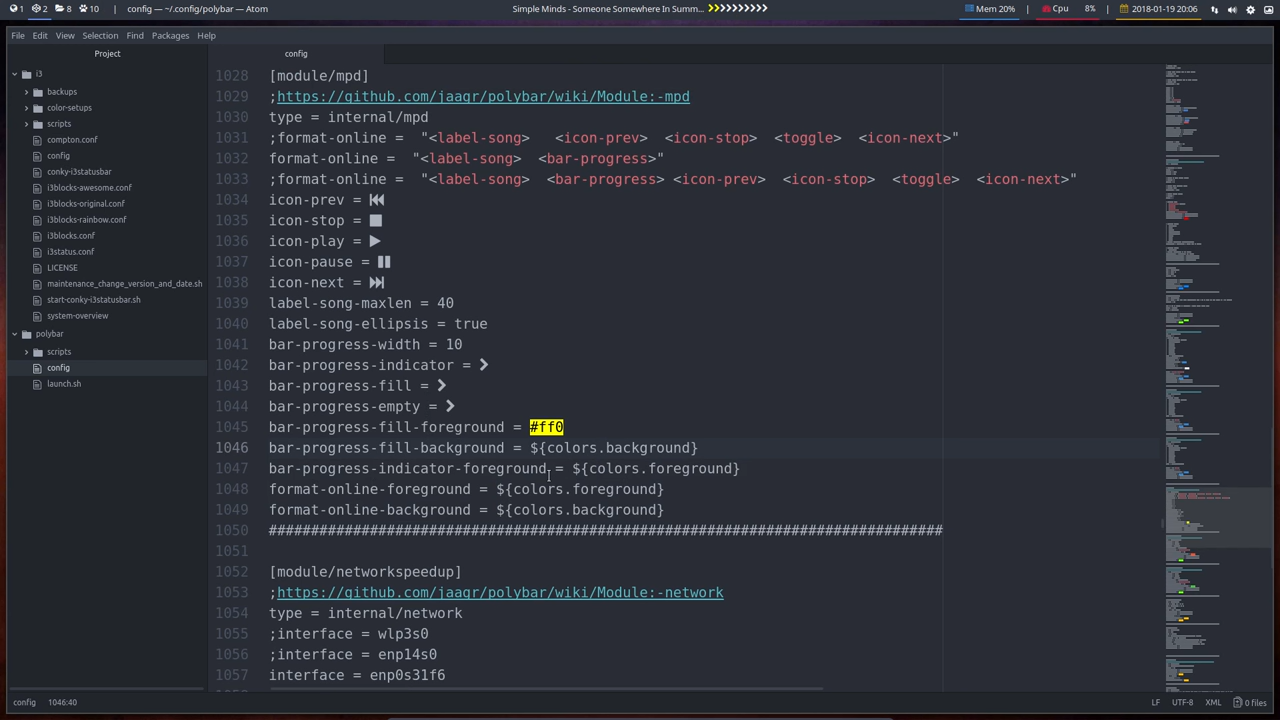 1 2 8 10 config — ~/.config/polybar — Atom Simple Minds - Someone Somewhere In Summ... Mem 20% Cpu 8% 2018-01-19 20:06
File Edit View Selection Find Packages Help
Project
config
i3
backups
color-setups
scripts
compton.conf
config
conky-i3statusbar
i3blocks-awesome.conf
i3blocks-original.conf
i3blocks-rainbow.conf
i3blocks.conf
i3status.conf
LICENSE
maintenance_change_version_and_date.sh
start-conky-i3statusbar.sh
system-overview
polybar
scripts
config
launch.sh
1028 [module/mpd]
1029 ;https://github.com/jaagr/polybar/wiki/Module:-mpd
1030 type = internal/mpd
1031 ;format-online = "<label-song> <icon-prev> <icon-stop> <toggle> <icon-next>"
1032 format-online = "<label-song> <bar-progress>"
1033 ;format-online = "<label-song> <bar-progress> <icon-prev> <icon-stop> <toggle> <icon-next>"
1034 icon-prev = ⏮
1035 icon-stop = ⏹
1036 icon-play = ▶
1037 icon-pause = ⏸
1038 icon-next = ⏭
1039 label-song-maxlen = 40
1040 label-song-ellipsis = true
1041 bar-progress-width = 10
1042 bar-progress-indicator = >
1043 bar-progress-fill = >
1044 bar-progress-empty = >
1045 bar-progress-fill-foreground = #ff0
1046 bar-progress-fill-background = ${colors.background}
1047 bar-progress-indicator-foreground = ${colors.foreground}
1048 format-online-foreground = ${colors.foreground}
1049 format-online-background = ${colors.background}
1050 ################################################################################
1051
1052 [module/networkspeedup]
1053 ;https://github.com/jaagr/polybar/wiki/Module:-network
1054 type = internal/network
1055 ;interface = wlp3s0
1056 ;interface = enp14s0
1057 interface = enp0s31f6
config 1046:40 LF UTF-8 XML 0 files